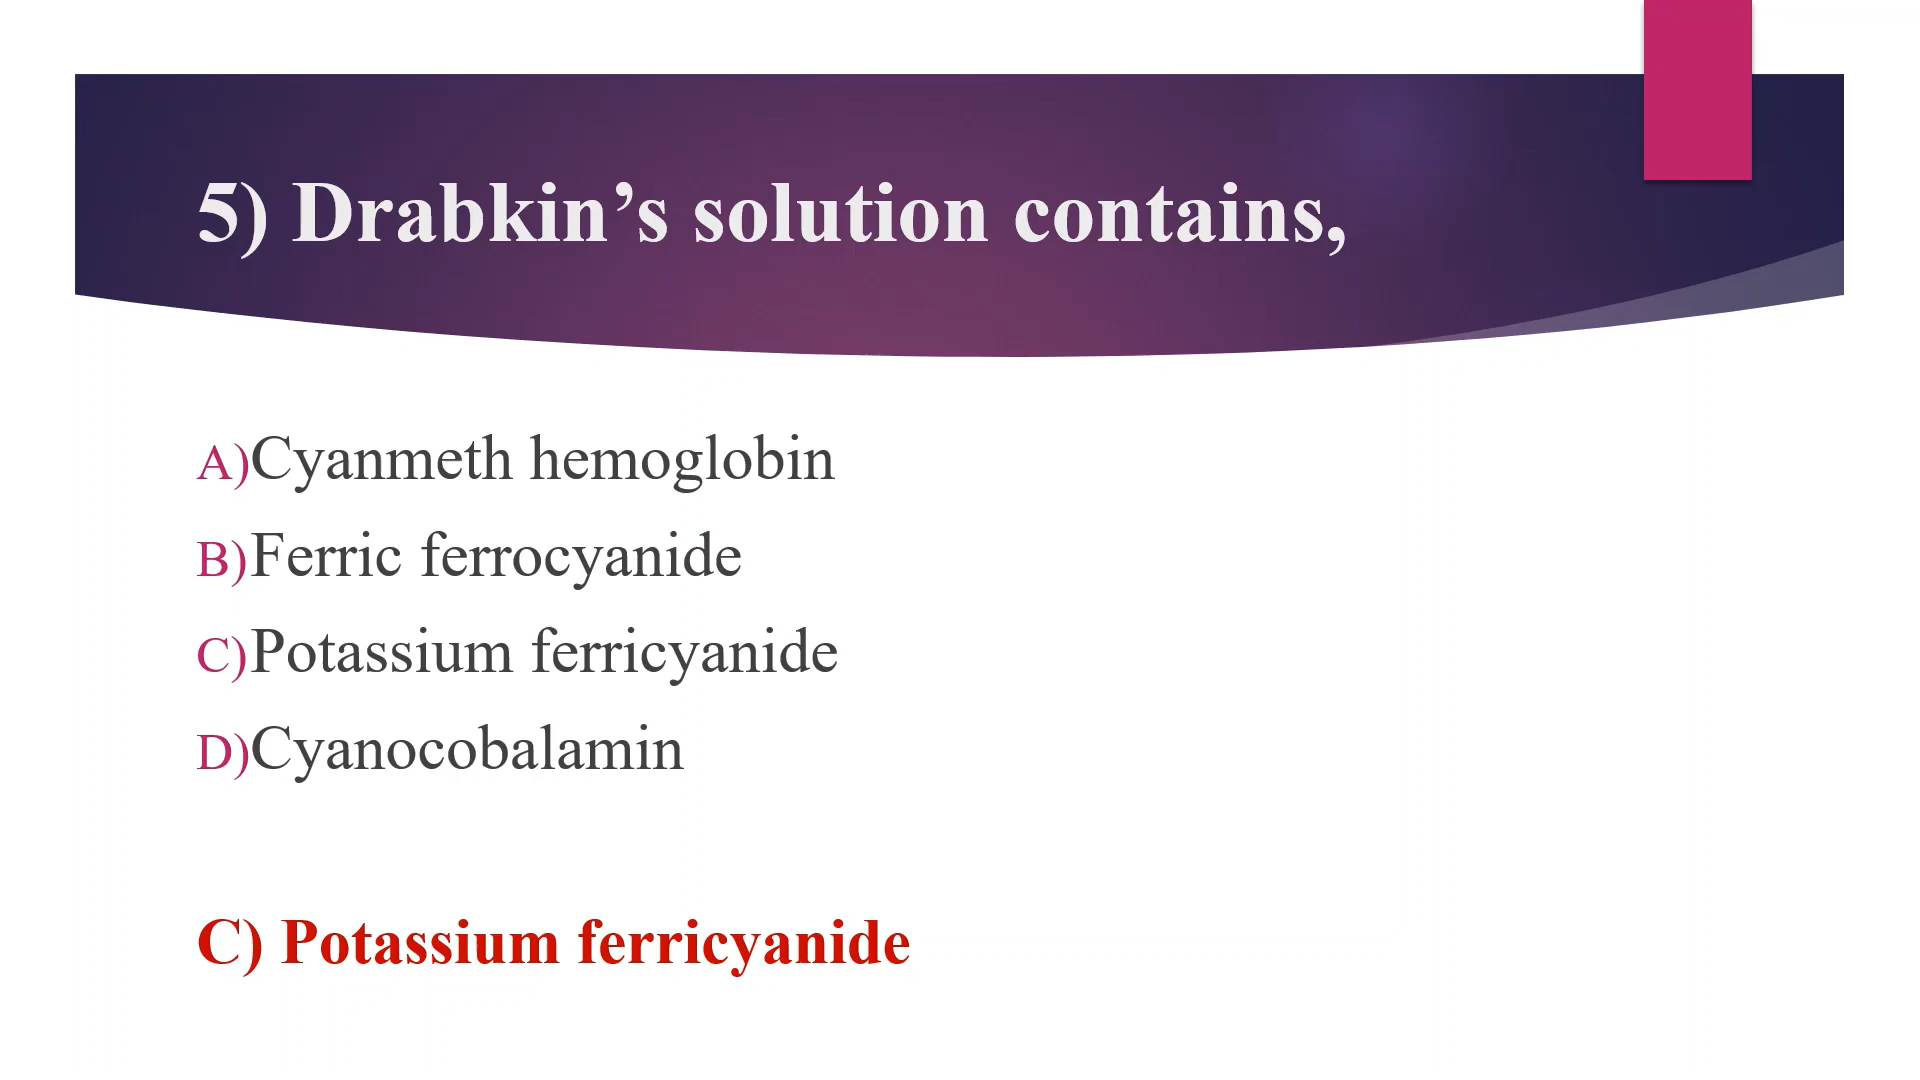 5) Drabkin’s solution contains,
A)Cyanmeth hemoglobin
B)Ferric ferrocyanide
C)Potassium ferricyanide
D)Cyanocobalamin
C) Potassium ferricyanide